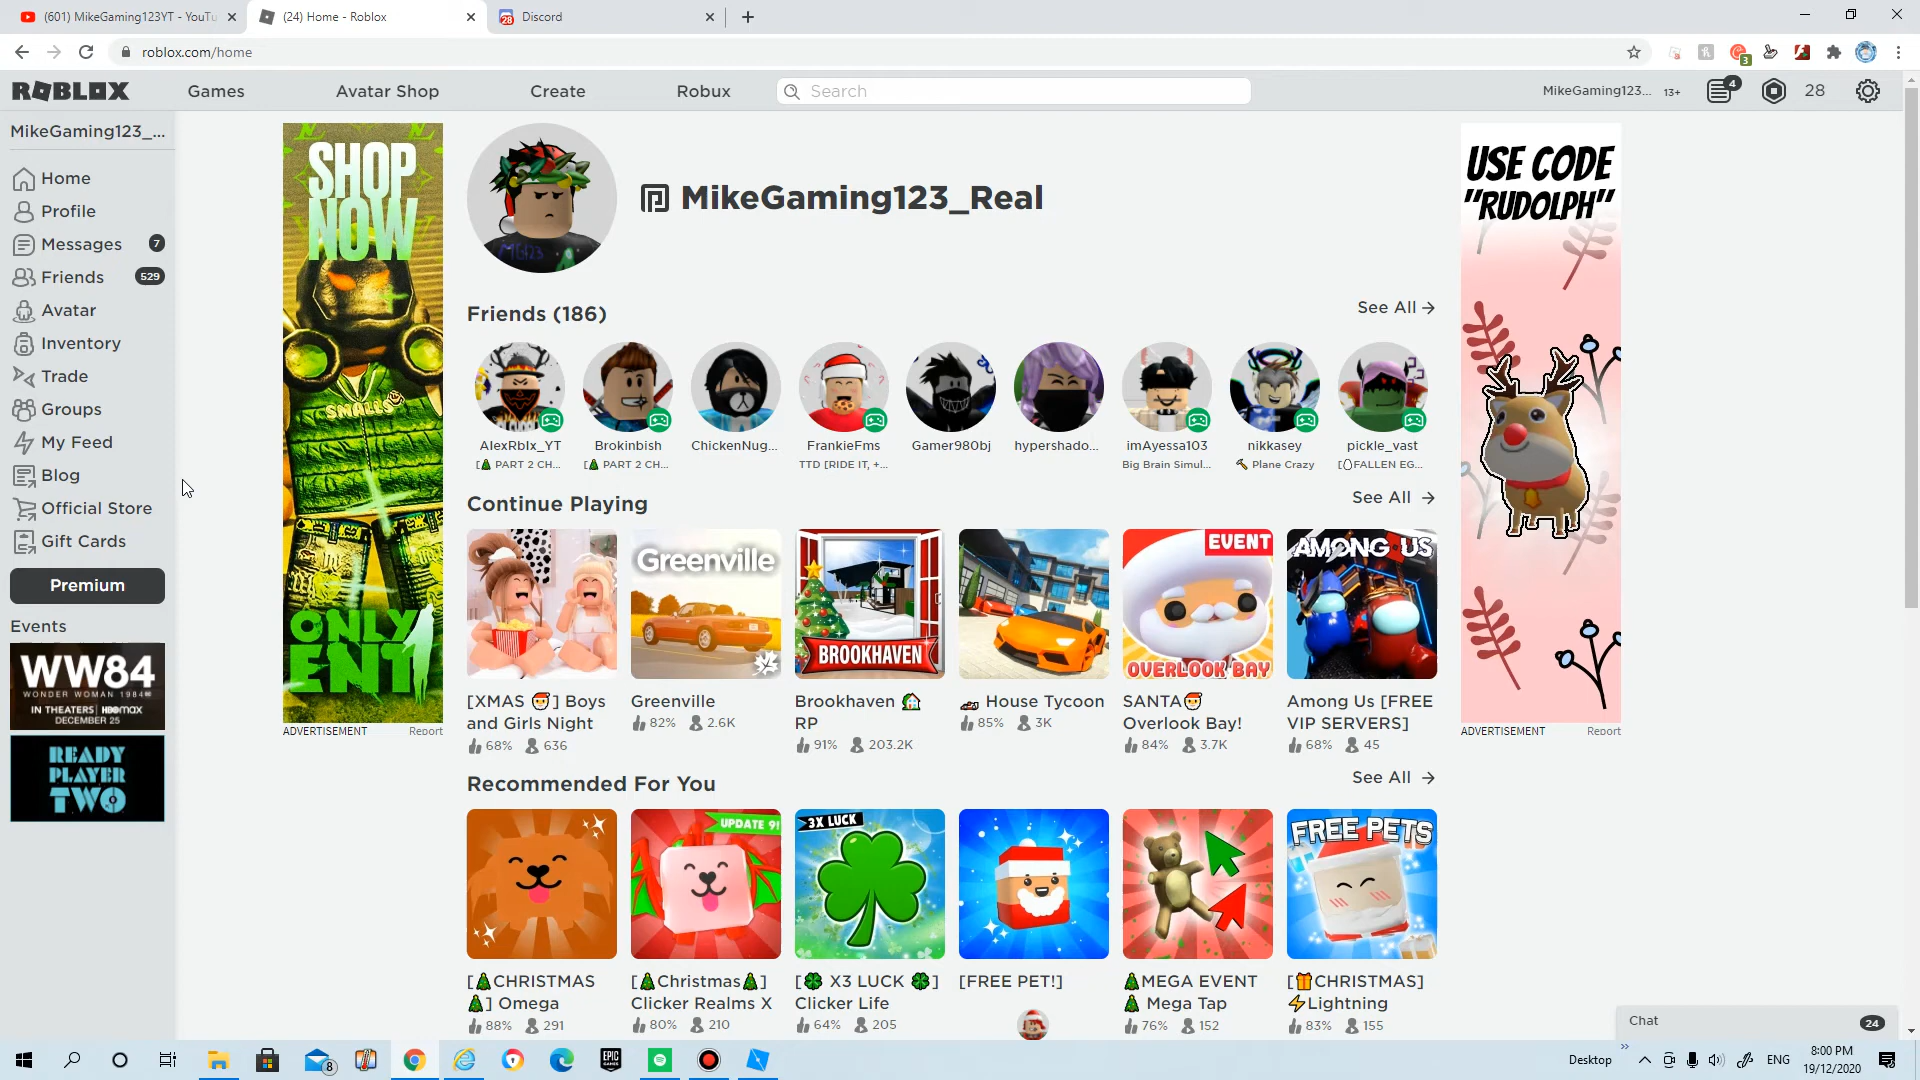 (601) MikeGaming123YT - YouTu
(24) Home - Roblox
Discord
roblox.com/home
3
ROBLOX
Games
Avatar Shop
Create
Robux
Search
MikeGaming123... 13+
4
28
MikeGaming123_...
Home
Profile
Messages 7
Friends 529
Avatar
Inventory
Trade
Groups
My Feed
Blog
Official Store
Gift Cards
Premium
Events
WW84
WONDER WOMAN 1984
IN THEATERS HBOmax
DECEMBER 25
READY
PLAYER
TWO
SHOP
NOW
SMALLS
ONLY
ENT
ADVERTISEMENT Report
MG123
MikeGaming123_Real
Friends (186)
See All →
AlexRblx_YT
[🎄 PART 2 CH...
Brokinbish
[🎄 PART 2 CH...
ChickenNug...
FrankieFms
TTD [RIDE IT, +...
Gamer980bj
hypershado...
imAyessa103
Big Brain Simul...
nikkasey
🔨 Plane Crazy
pickle_vast
[🥚FALLEN EG...
Continue Playing
See All →
[XMAS 🎅] Boys
and Girls Night
68% 636
Greenville
Greenville
82% 2.6K
BROOKHAVEN
Brookhaven 🏡
RP
91% 203.2K
🏎 House Tycoon
85% 3K
EVENT
OVERLOOK BAY
SANTA🎅
Overlook Bay!
84% 3.7K
AMONG US
Among Us [FREE
VIP SERVERS]
68% 45
Recommended For You
See All →
[🎄CHRISTMAS
🎄] Omega
88% 291
UPDATE 9!
[🎄Christmas🎄]
Clicker Realms X
80% 210
3X LUCK
[🍀 X3 LUCK 🍀]
Clicker Life
64% 205
[FREE PET!]
🎄MEGA EVENT
🎄 Mega Tap
76% 152
FREE PETS
[🎁CHRISTMAS]
⚡Lightning
83% 155
USE CODE
"RUDOLPH"
ADVERTISEMENT Report
Chat 24
28
8
EPIC
GAMES
Desktop
ENG
8:00 PM
19/12/2020